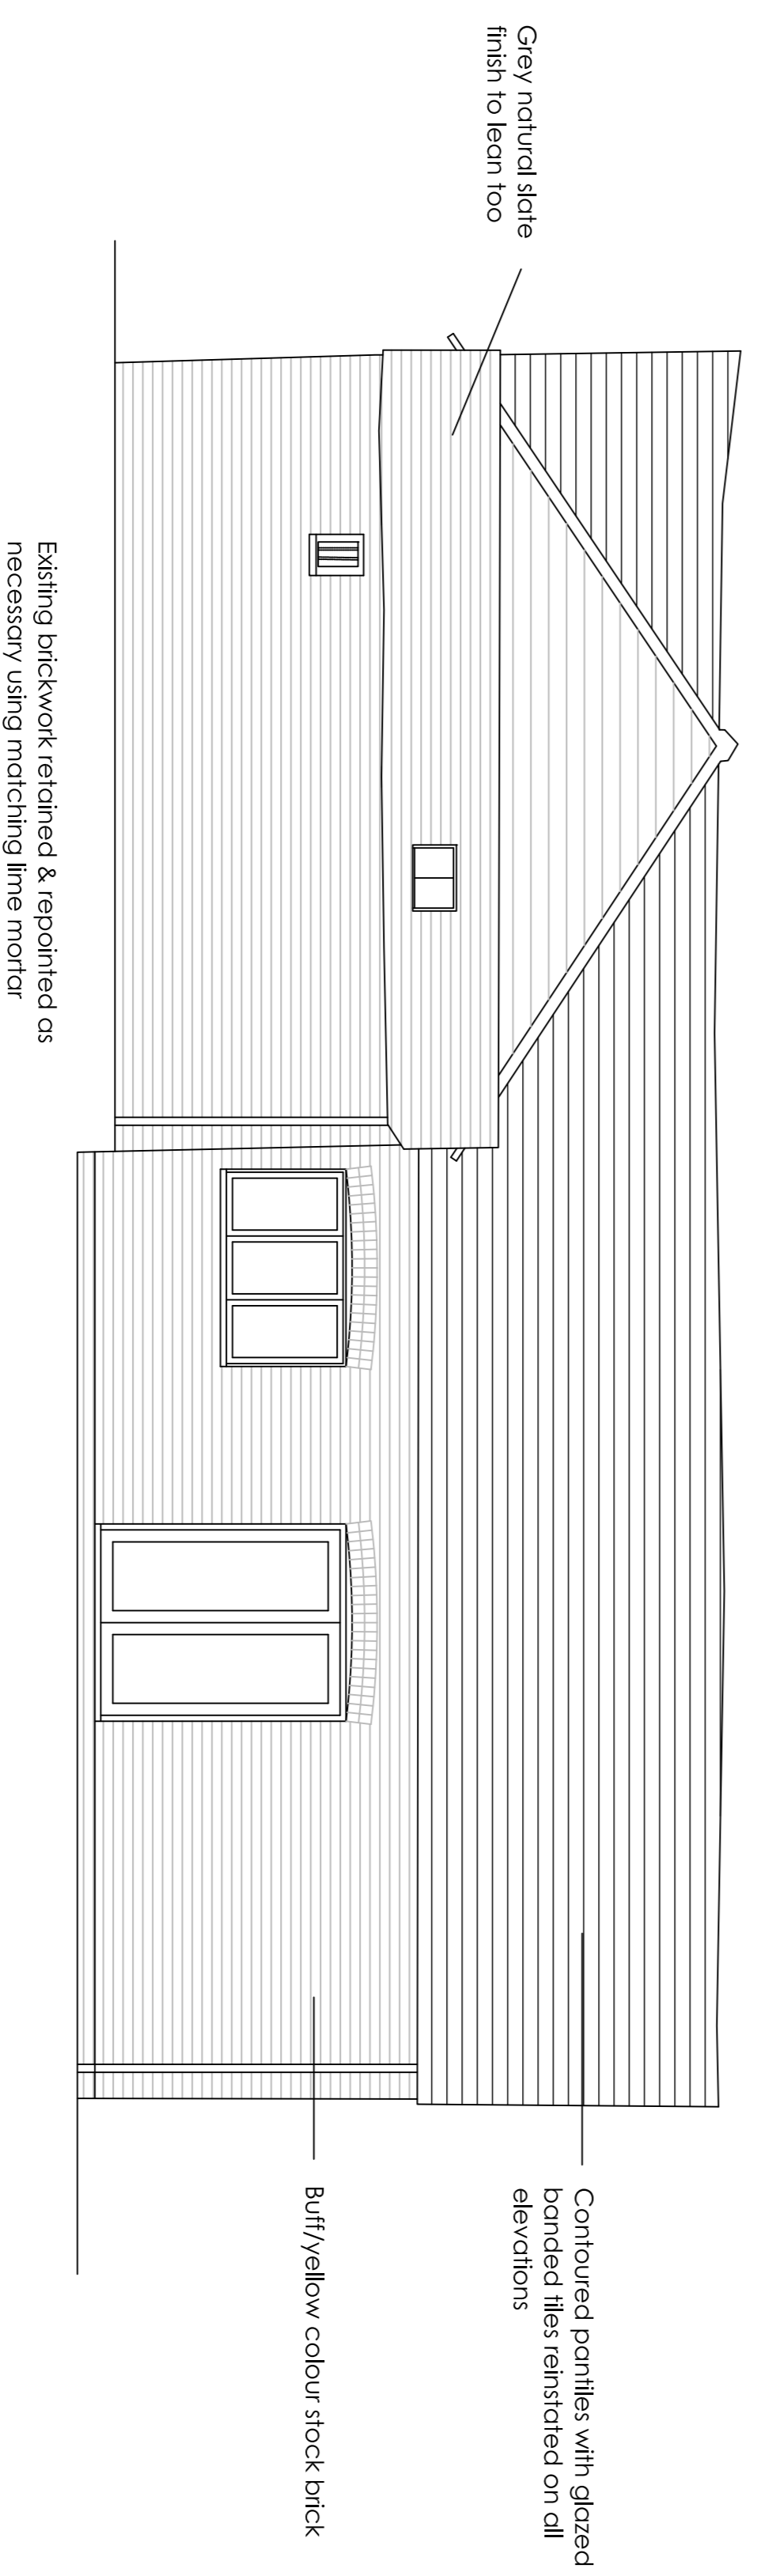 Grey natural slate
finish to lean too
Contoured pantiles with glazed
banded tiles reinstated on all
elevations
Buff/yellow colour stock brick
Existing brickwork retained & repointed as
necessary using matching lime mortar